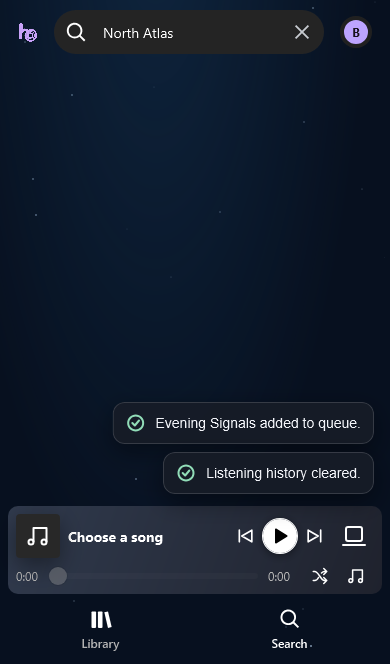 North Atlas
B
Evening Signals added to queue.
Listening history cleared.
Choose a song
0:00
0:00
Library
Search